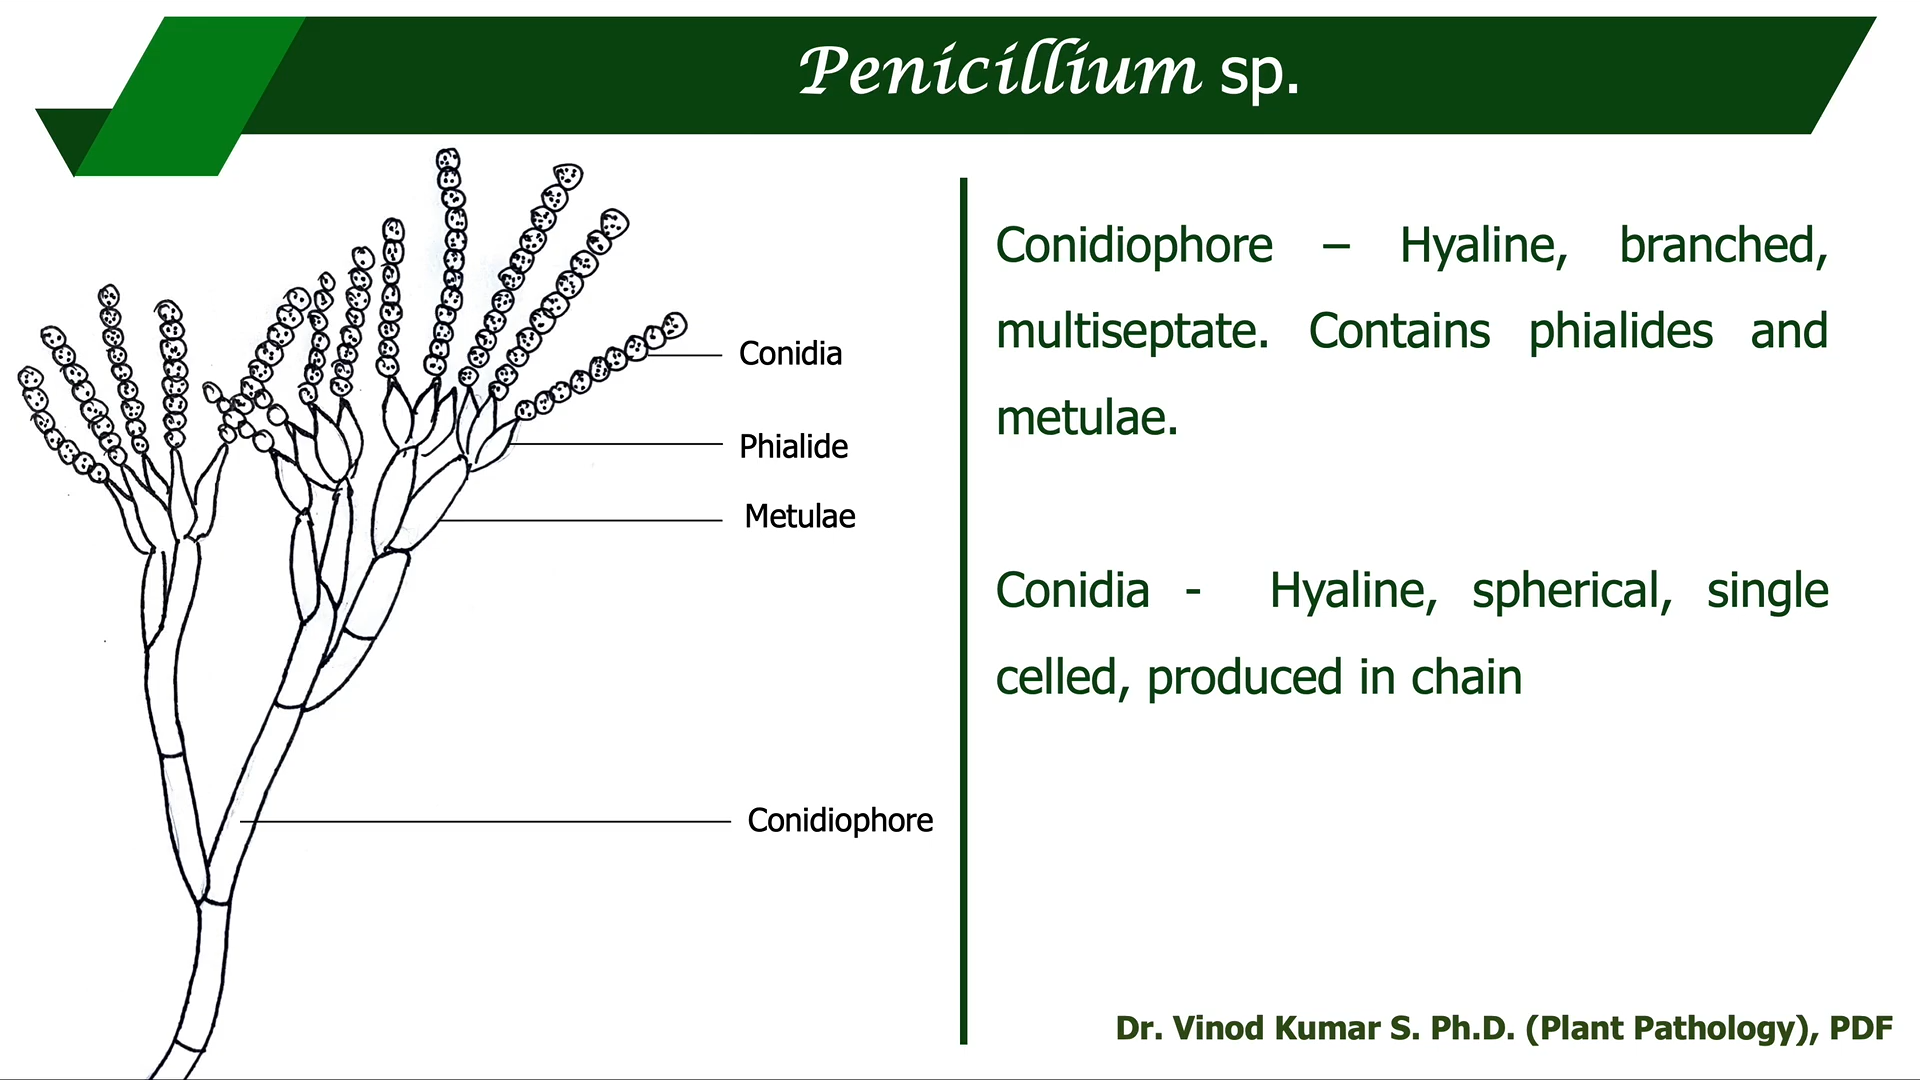 Penicillium sp.
Conidia
Phialide
Metulae
Conidiophore
Conidiophore – Hyaline, branched,
multiseptate. Contains phialides and
metulae.
Conidia - Hyaline, spherical, single
celled, produced in chain
Dr. Vinod Kumar S. Ph.D. (Plant Pathology), PDF